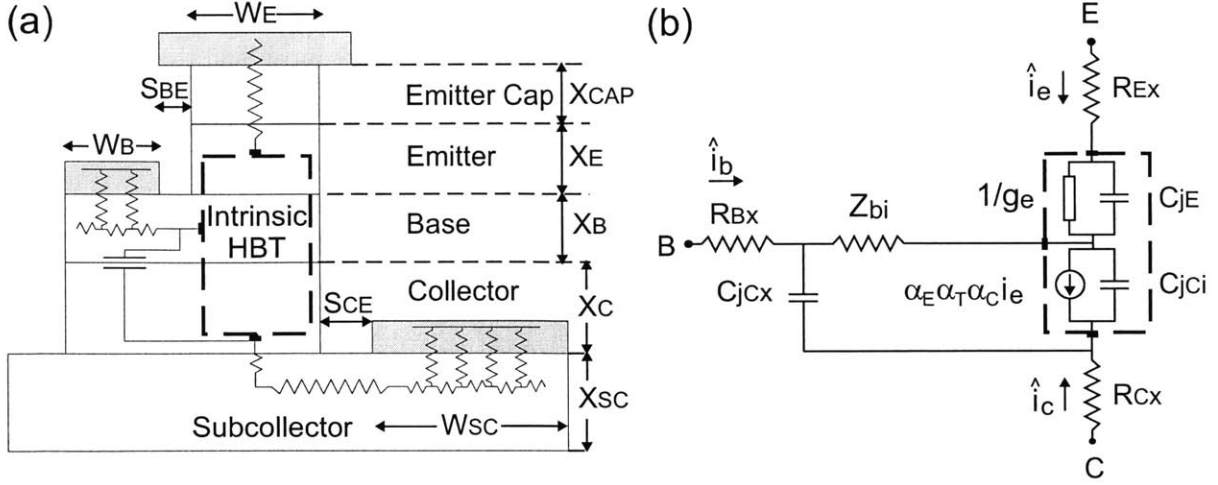 (a)
WE
SBE
Emitter Cap
XCAP
WB
Emitter
XE
Intrinsic
HBT
Base
XB
SCE
Collector
XC
Subcollector
WSC
XSC
(b)
E
îe
REx
îb
RBx
Zbi
1/ge
CjE
B
CjCx
αEαTαCie
CjCi
îc
RCx
C